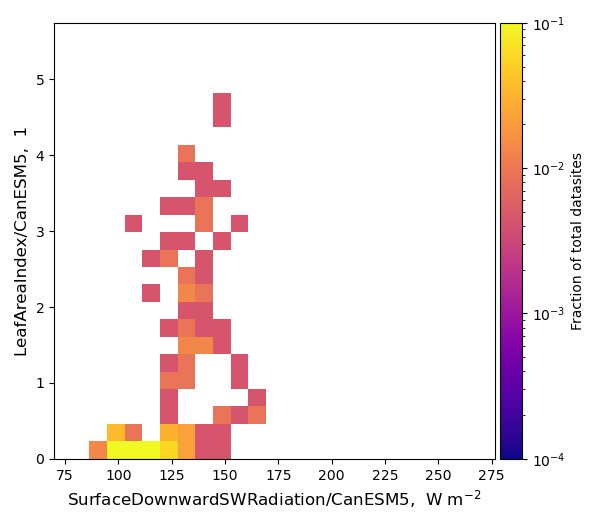 LeafAreaIndex/CanESM5, 1
5
4
3
2
1
0
75 100 125 150 175 200 225 250 275
SurfaceDownwardSWRadiation/CanESM5, W m⁻²
10⁻¹
10⁻²
10⁻³
10⁻⁴
Fraction of total datasites